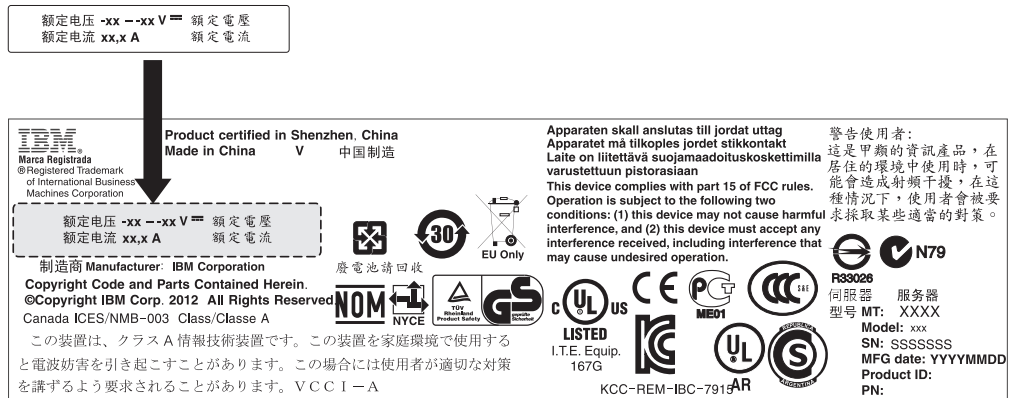 额定电压 -xx – -xx V 額定電壓
额定电流 xx,x A 額定電流
IBM®
Marca Registrada
® Registered Trademark
of International Business
Machines Corporation
Product certified in Shenzhen, China
Made in China V 中国制造
额定电压 -xx – -xx V 額定電壓
额定电流 xx,x A 額定電流
制造商 Manufacturer: IBM Corporation
Copyright Code and Parts Contained Herein.
©Copyright IBM Corp. 2012 All Rights Reserved
Canada ICES/NMB-003 Class/Classe A
この装置は、クラスA情報技術装置です。この装置を家庭環境で使用する
と電波妨害を引き起こすことがあります。この場合には使用者が適切な対策
を講ずるよう要求されることがあります。VCCI-A
廢電池請回收
30
EU Only
NOM
NYCE
TÜV
Rheinland
Product Safety
GS
geprüfte
Sicherheit
Apparaten skall anslutas till jordat uttag
Apparatet må tilkoples jordet stikkontakt
Laite on liitettävä suojamaadoituskoskettimilla
varustettuun pistorasiaan
This device complies with part 15 of FCC rules.
Operation is subject to the following two
conditions: (1) this device may not cause harmful
interference, and (2) this device must accept any
interference received, including interference that
may cause undesired operation.
C UL US
LISTED
I.T.E. Equip.
167G
CE
ME01
CCC
S&E
KCC-REM-IBC-7915
UL
AR
REPUBLICA
S
ARGENTINA
警告使用者:
這是甲類的資訊產品，在
居住的環境中使用時，可
能會造成射頻干擾，在這
種情況下，使用者會被要
求採取某些適當的對策。
R33026
N79
伺服器 服务器
型号 MT: XXXX
Model: xxx
SN: SSSSSSS
MFG date: YYYYMMDD
Product ID:
PN: